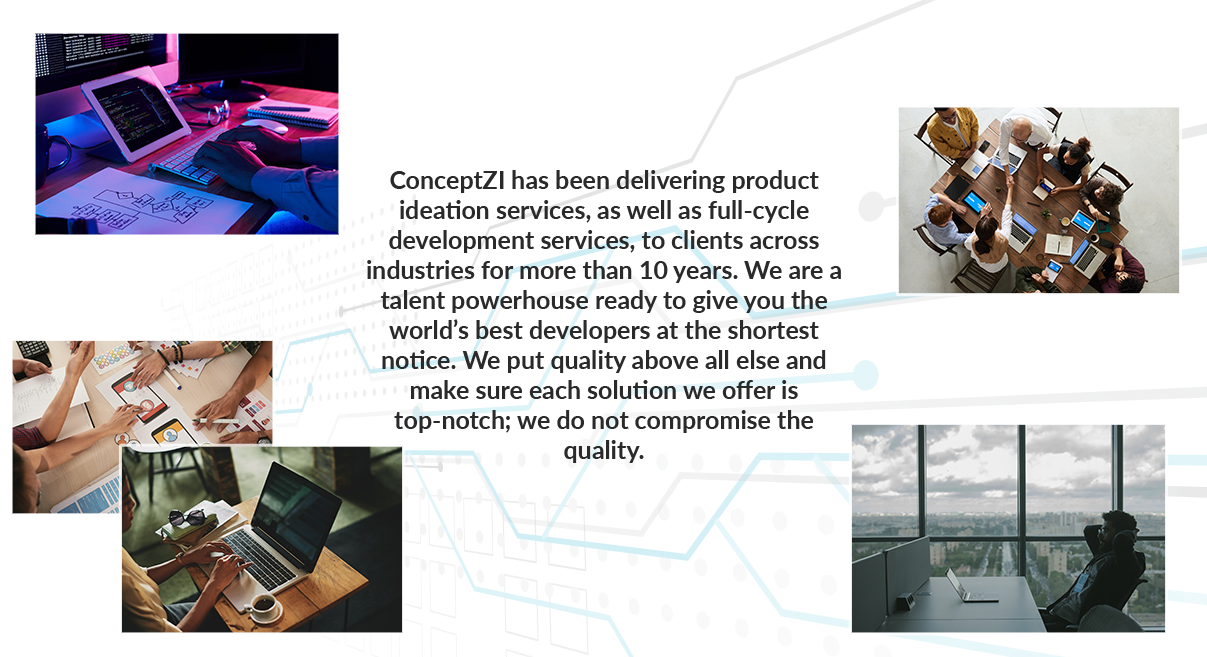 ConceptZI has been delivering product
ideation services, as well as full-cycle
development services, to clients across
industries for more than 10 years. We are a
talent powerhouse ready to give you the
world’s best developers at the shortest
notice. We put quality above all else and
make sure each solution we offer is
top-notch; we do not compromise the
quality.